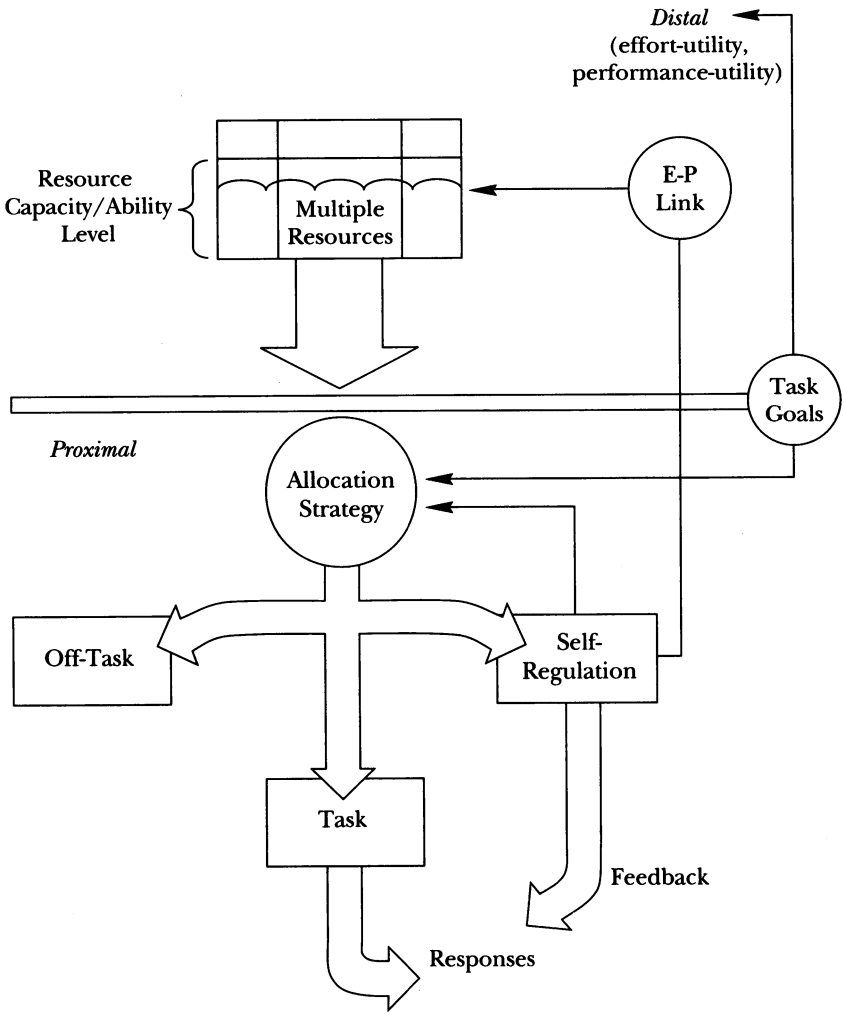 Distal
(effort-utility,
performance-utility)
Resource
Capacity/Ability
Level
Multiple
Resources
E-P
Link
Task
Goals
Proximal
Allocation
Strategy
Off-Task
Self-
Regulation
Task
Feedback
Responses